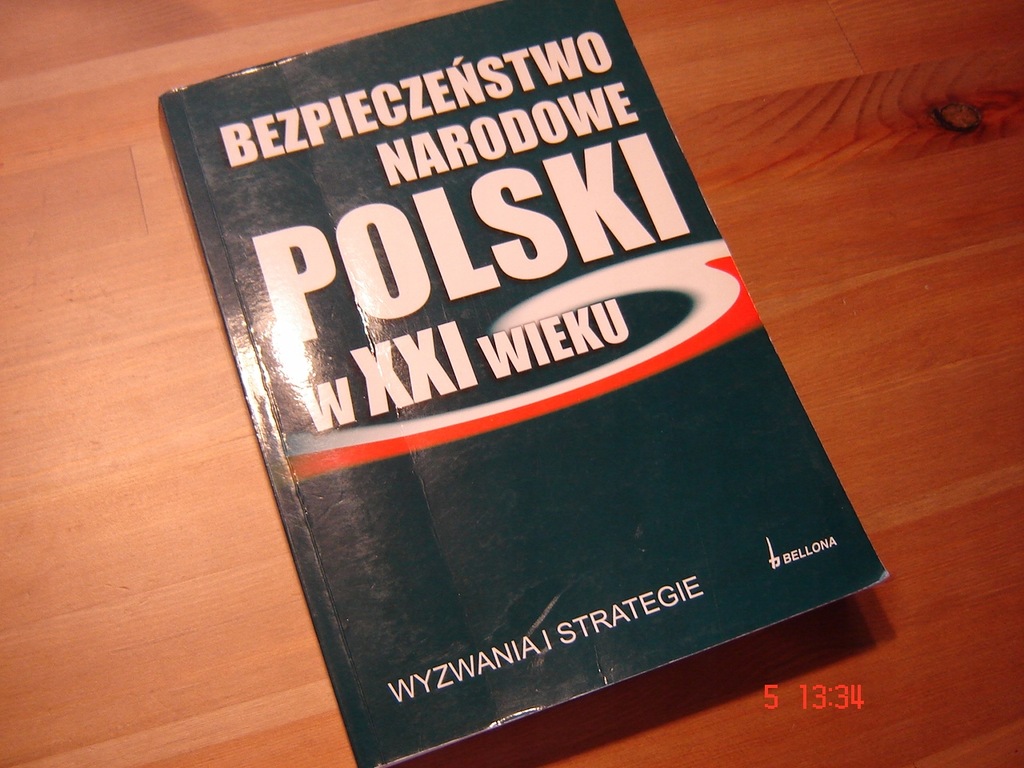 BEZPIECZEŃSTWO
NARODOWE
POLSKI
W XXI WIEKU
BELLONA
WYZWANIA I STRATEGIE
5 13:34